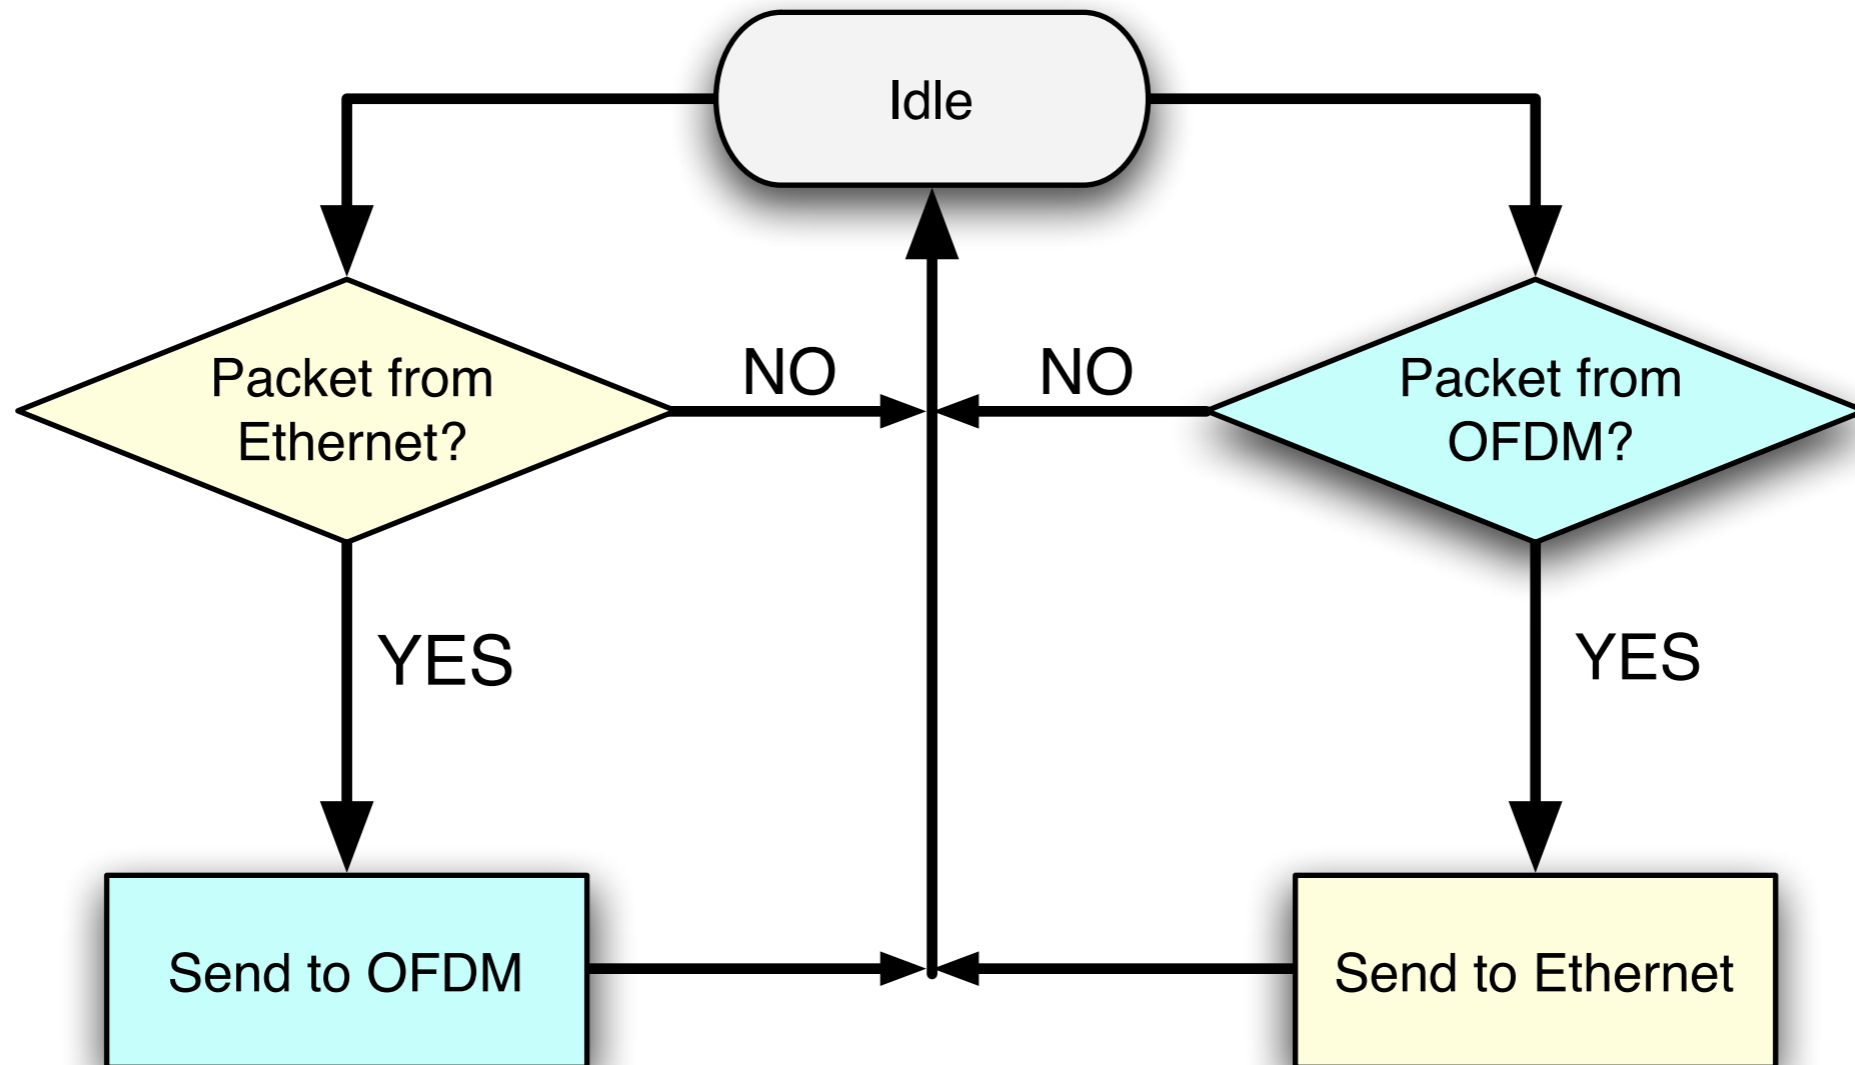 Idle
Packet from
Ethernet?
NO
NO
Packet from
OFDM?
YES
YES
Send to OFDM
Send to Ethernet